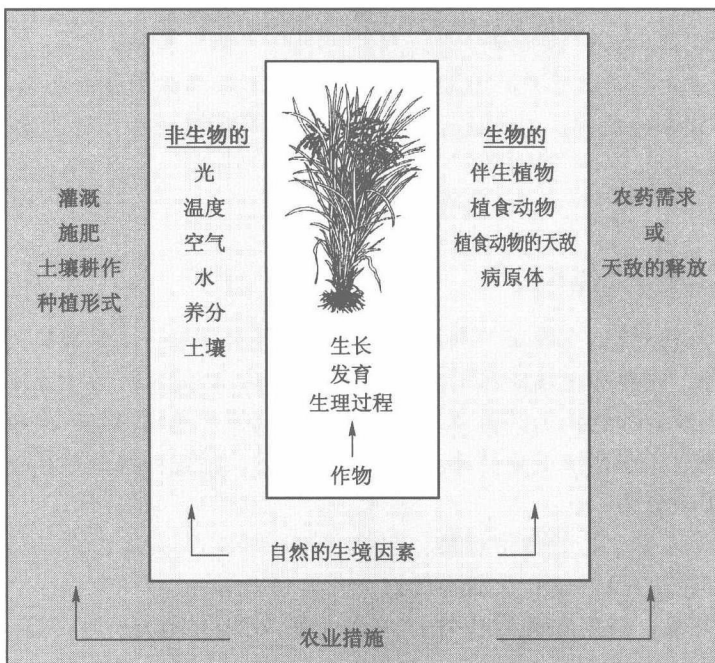 非生物的
光
温度
空气
水
养分
土壤
生物的
伴生植物
植食动物
植食动物的天敌
病原体
灌溉
施肥
土壤耕作
种植形式
农药需求
或
天敌的释放
生长
发育
生理过程
作物
自然的生境因素
农业措施